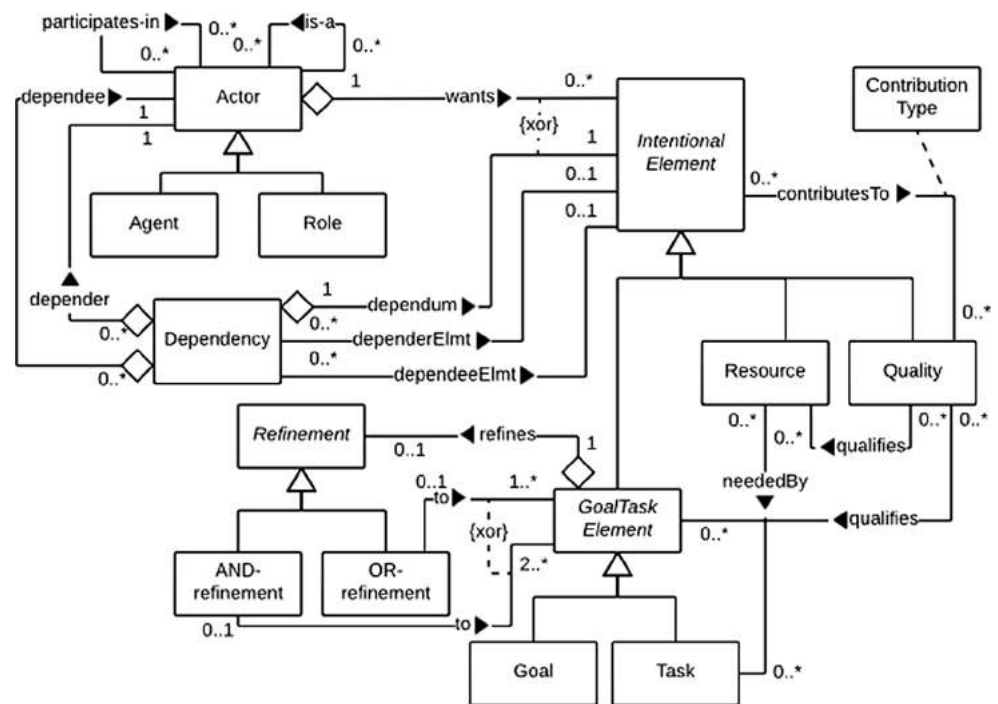 participates-in
0..*
0..*
is-a
0..*
0..*
dependee
Actor
1
wants
0..*
Contribution
Type
1
1
{xor}
1
Intentional
Element
0..*
contributesTo
0..1
0..1
Agent
Role
depender
0..*
1
dependum
0..*
Dependency
dependerElmt
0..*
0..*
dependeeElmt
0..*
Resource
Quality
Refinement
0..1
refines
1
0..*
0..*
0..*
0..*
qualifies
0..1
to
1..*
neededBy
{xor}
GoalTask
Element
0..*
qualifies
AND-
refinement
OR-
refinement
2..*
0..1
to
Goal
Task
0..*